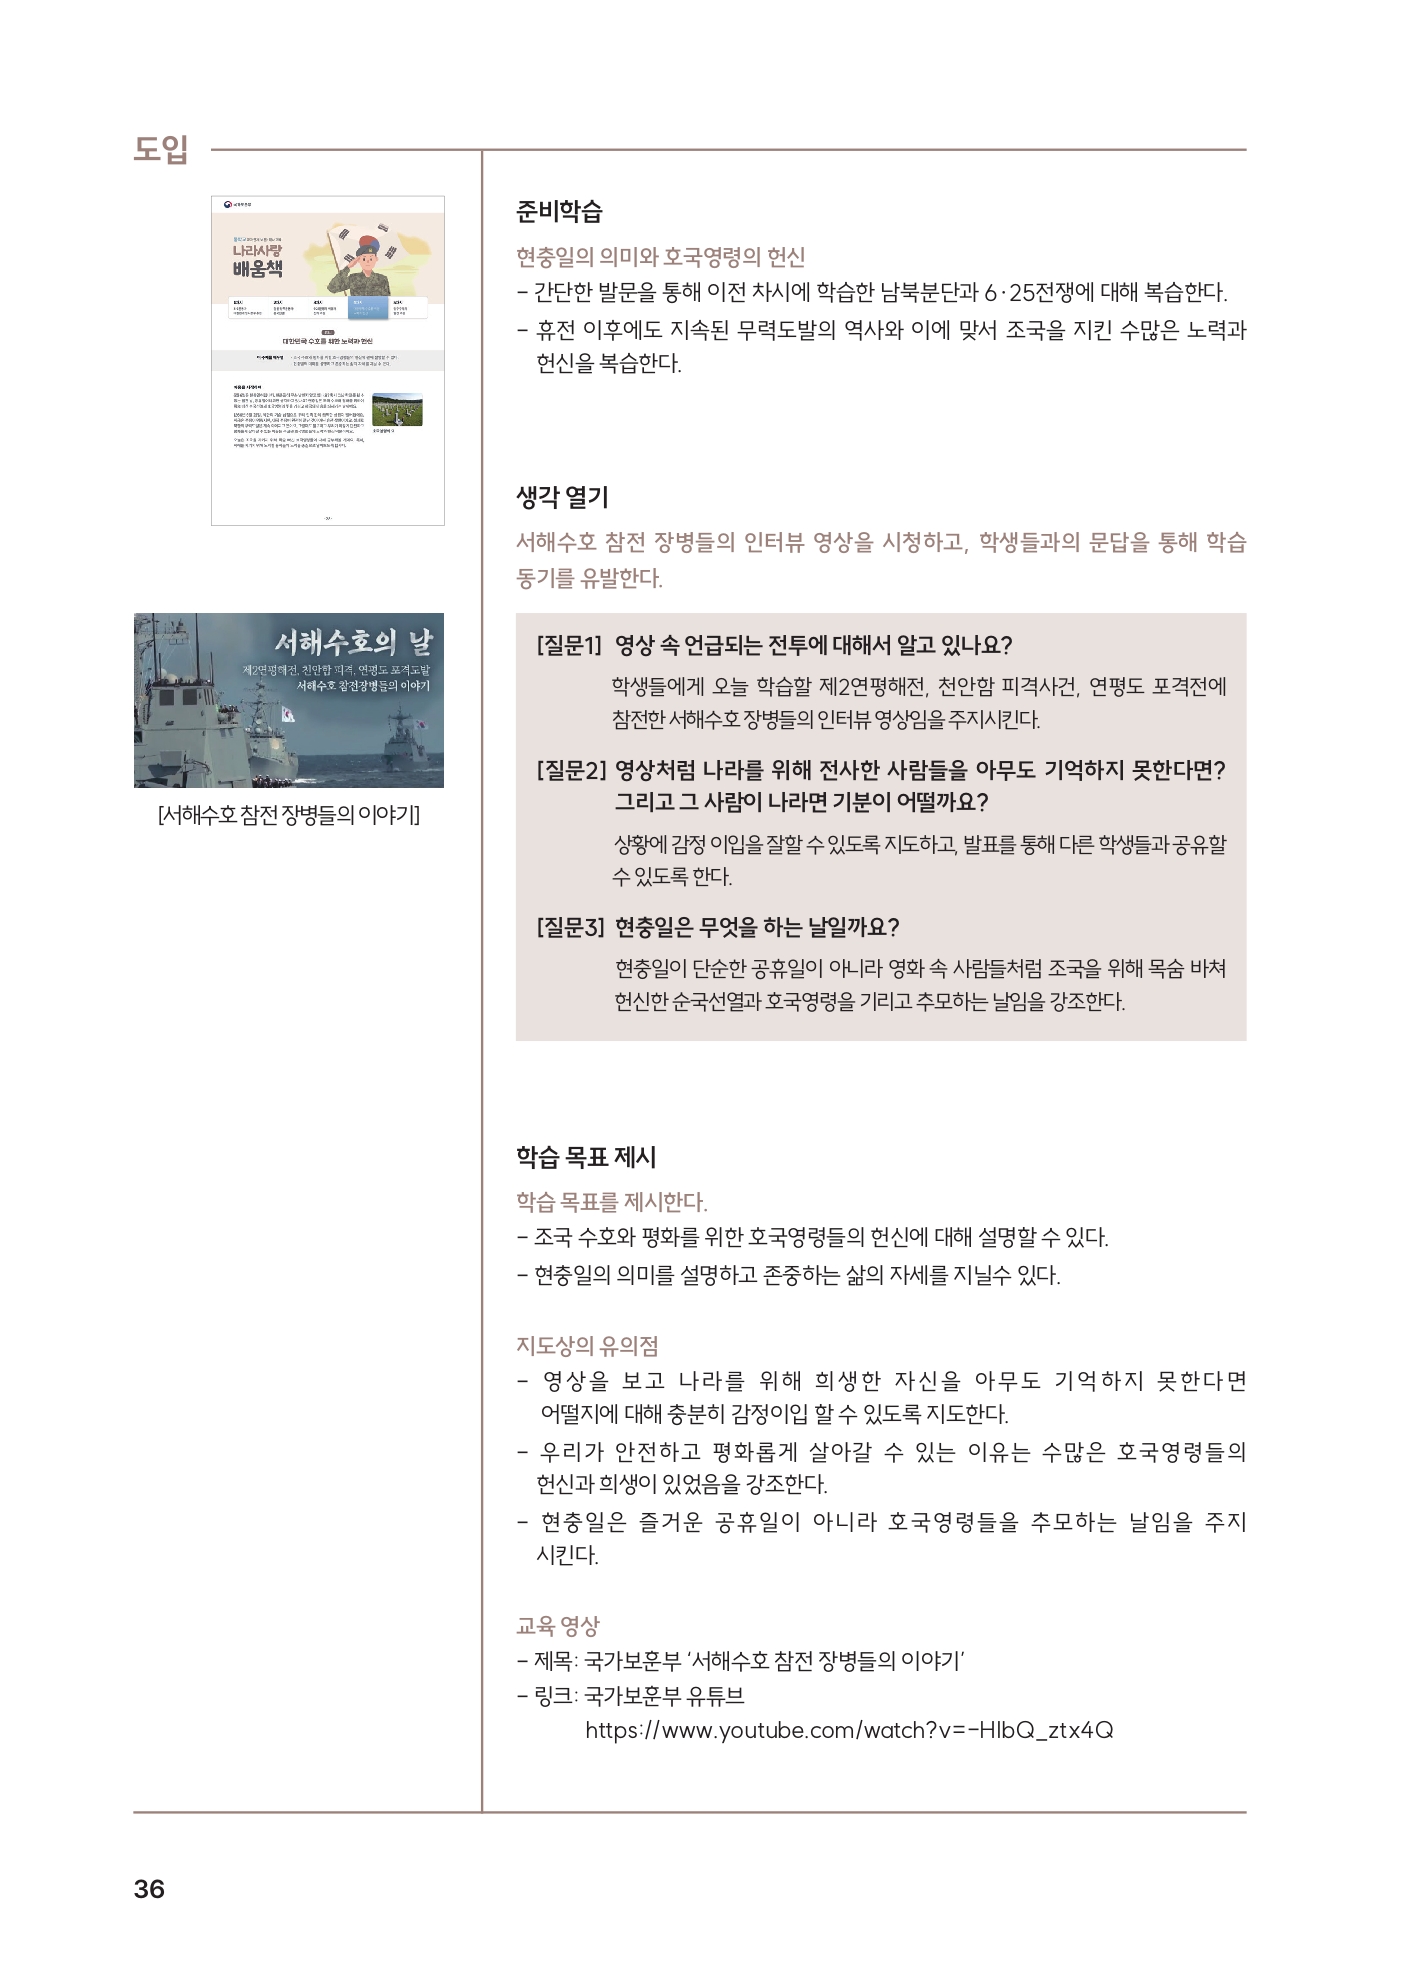 도입
나라사랑
배움책
대한민국 수호를 위한 노력과 헌신
서해수호의 날
제2연평해전, 천안함 피격, 연평도 포격도발
서해수호 참전장병들의 이야기
[서해수호 참전 장병들의 이야기]
준비학습
현충일의 의미와 호국영령의 헌신
- 간단한 발문을 통해 이전 차시에 학습한 남북분단과 6·25전쟁에 대해 복습한다.
- 휴전 이후에도 지속된 무력도발의 역사와 이에 맞서 조국을 지킨 수많은 노력과
헌신을 복습한다.
생각 열기
서해수호 참전 장병들의 인터뷰 영상을 시청하고, 학생들과의 문답을 통해 학습
동기를 유발한다.
[질문1] 영상 속 언급되는 전투에 대해서 알고 있나요?
학생들에게 오늘 학습할 제2연평해전, 천안함 피격사건, 연평도 포격전에
참전한 서해수호 장병들의 인터뷰 영상임을 주지시킨다.
[질문2] 영상처럼 나라를 위해 전사한 사람들을 아무도 기억하지 못한다면?
그리고 그 사람이 나라면 기분이 어떨까요?
상황에 감정 이입을 잘할 수 있도록 지도하고, 발표를 통해 다른 학생들과 공유할
수 있도록 한다.
[질문3] 현충일은 무엇을 하는 날일까요?
현충일이 단순한 공휴일이 아니라 영화 속 사람들처럼 조국을 위해 목숨 바쳐
헌신한 순국선열과 호국영령을 기리고 추모하는 날임을 강조한다.
학습 목표 제시
학습 목표를 제시한다.
- 조국 수호와 평화를 위한 호국영령들의 헌신에 대해 설명할 수 있다.
- 현충일의 의미를 설명하고 존중하는 삶의 자세를 지닐수 있다.
지도상의 유의점
- 영상을 보고 나라를 위해 희생한 자신을 아무도 기억하지 못한다면
어떨지에 대해 충분히 감정이입 할 수 있도록 지도한다.
- 우리가 안전하고 평화롭게 살아갈 수 있는 이유는 수많은 호국영령들의
헌신과 희생이 있었음을 강조한다.
- 현충일은 즐거운 공휴일이 아니라 호국영령들을 추모하는 날임을 주지
시킨다.
교육 영상
- 제목: 국가보훈부 ‘서해수호 참전 장병들의 이야기’
- 링크: 국가보훈부 유튜브
https://www.youtube.com/watch?v=-HlbQ_ztx4Q
36